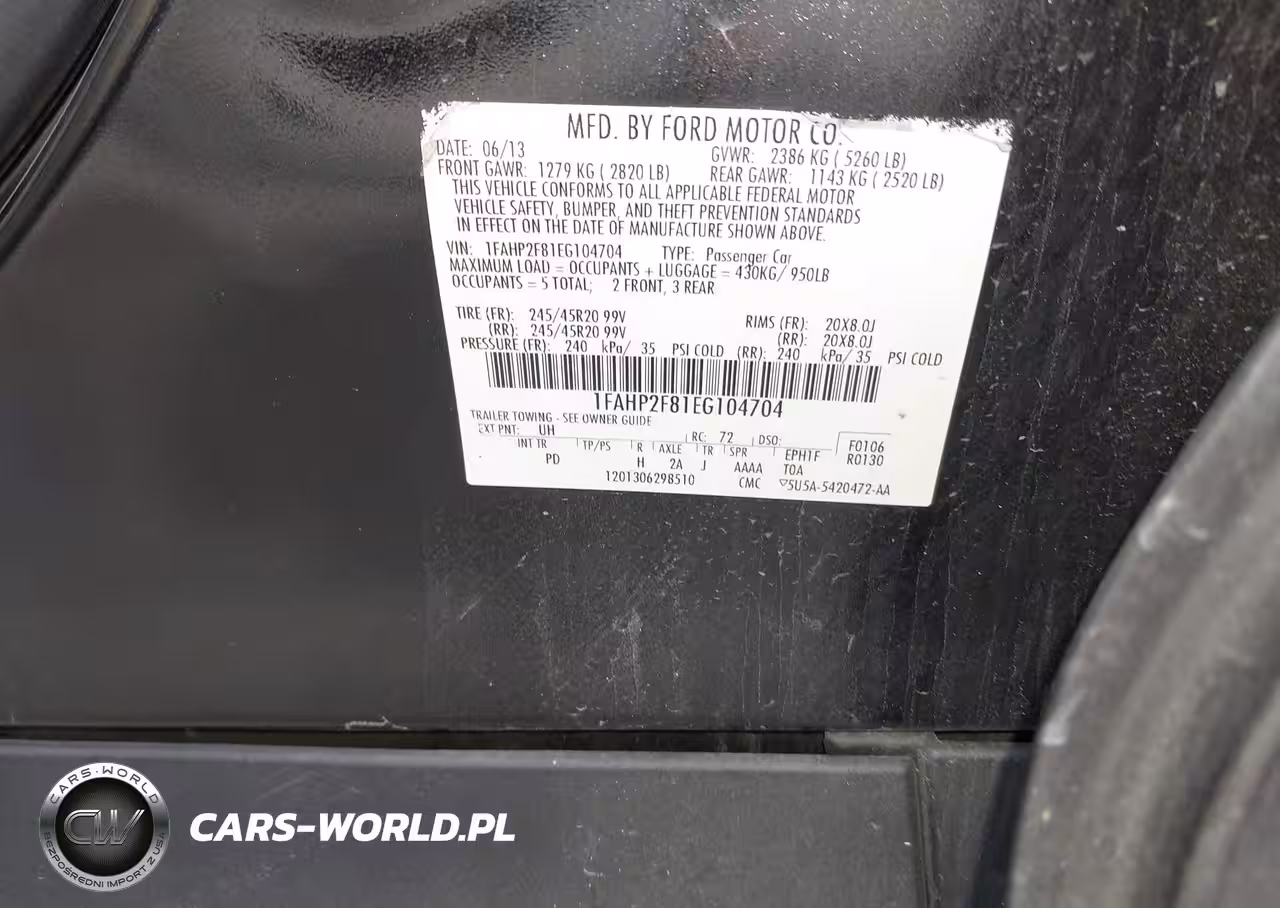 MFD. BY FORD MOTOR CO.
DATE: 06/13 GVWR: 2386 KG ( 5260 LB)
FRONT GAWR: 1279 KG ( 2820 LB) REAR GAWR: 1143 KG ( 2520 LB)
THIS VEHICLE CONFORMS TO ALL APPLICABLE FEDERAL MOTOR
VEHICLE SAFETY, BUMPER, AND THEFT PREVENTION STANDARDS
IN EFFECT ON THE DATE OF MANUFACTURE SHOWN ABOVE.
VIN: 1FAHP2F81EG104704 TYPE: Passenger Car
MAXIMUM LOAD = OCCUPANTS + LUGGAGE = 430KG/ 950LB
OCCUPANTS = 5 TOTAL; 2 FRONT, 3 REAR
TIRE (FR): 245/45R20 99V RIMS (FR): 20X8.0J
(RR): 245/45R20 99V (RR): 20X8.0J
PRESSURE (FR): 240 kPa/ 35 PSI COLD (RR): 240 kPa/ 35 PSI COLD
1FAHP2F81EG104704
TRAILER TOWING - SEE OWNER GUIDE
EXT PNT: UH RC: 72 DSO: F0106
INT TR TP/PS R AXLE TR SPR EPH1F R0130
PD H 2A J AAAA T0A
1201306298510 CMC ▽5U5A-5420472-AA
CARS-WORLD
CW
BEZPOŚREDNI IMPORT Z USA
CARS-WORLD.PL